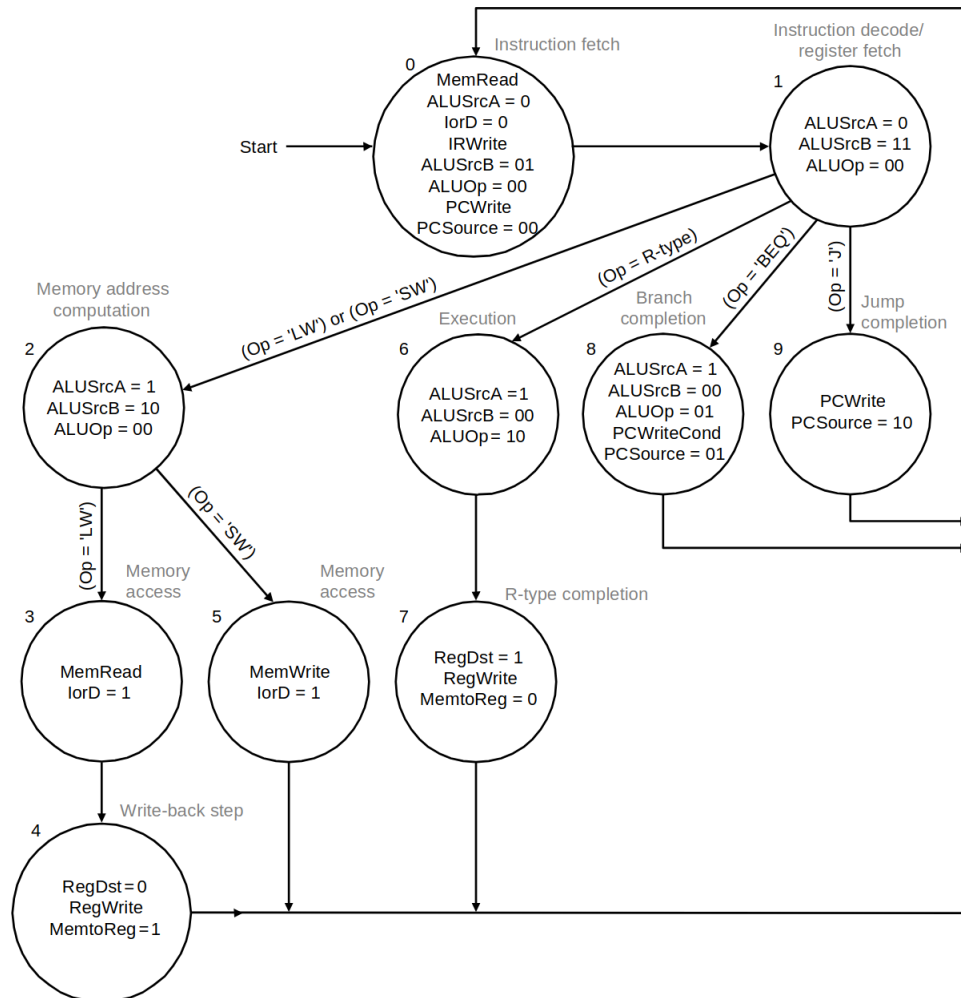 Instruction fetch
0
MemRead
ALUSrcA = 0
IorD = 0
IRWrite
ALUSrcB = 01
ALUOp = 00
PCWrite
PCSource = 00
Start
Instruction decode/
register fetch
1
ALUSrcA = 0
ALUSrcB = 11
ALUOp = 00
(Op = 'LW') or (Op = 'SW')
(Op = R-type)
(Op = 'BEQ')
(Op = 'J')
Memory address
computation
2
ALUSrcA = 1
ALUSrcB = 10
ALUOp = 00
Execution
6
ALUSrcA =1
ALUSrcB = 00
ALUOp= 10
Branch
completion
8
ALUSrcA = 1
ALUSrcB = 00
ALUOp = 01
PCWriteCond
PCSource = 01
Jump
completion
9
PCWrite
PCSource = 10
(Op = 'LW')
(Op = 'SW')
Memory
access
3
MemRead
IorD = 1
Memory
access
5
MemWrite
IorD = 1
R-type completion
7
RegDst = 1
RegWrite
MemtoReg = 0
Write-back step
4
RegDst=0
RegWrite
MemtoReg=1